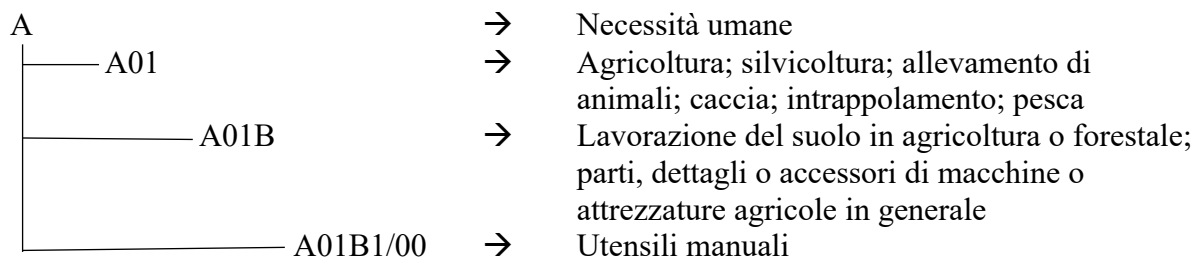 A → Necessità umane
A01 → Agricoltura; silvicoltura; allevamento di
animali; caccia; intrappolamento; pesca
A01B → Lavorazione del suolo in agricoltura o forestale;
parti, dettagli o accessori di macchine o
attrezzature agricole in generale
A01B1/00 → Utensili manuali